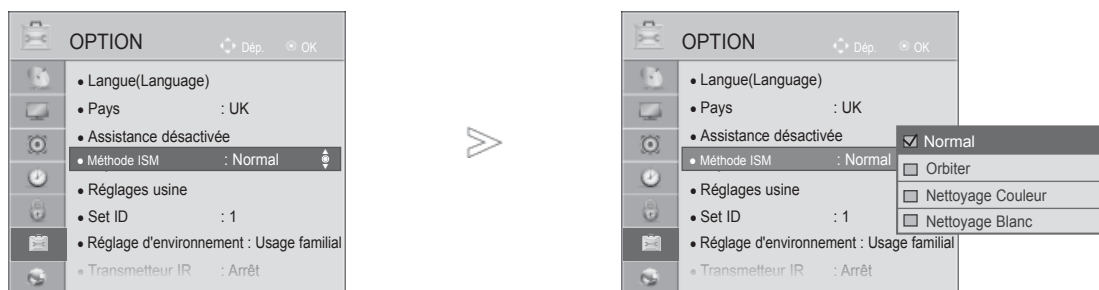 OPTION
Dép. OK
• Langue(Language)
• Pays : UK
• Assistance désactivée
• Méthode ISM : Normal
• Réglages usine
• Set ID : 1
• Réglage d'environnement : Usage familial
• Transmetteur IR : Arrêt
OPTION
Dép. OK
• Langue(Language)
• Pays : UK
• Assistance désactivée
• Méthode ISM : Normal
• Réglages usine
• Set ID : 1
• Réglage d'environnement : Usage familial
• Transmetteur IR : Arrêt
Normal
Orbiter
Nettoyage Couleur
Nettoyage Blanc